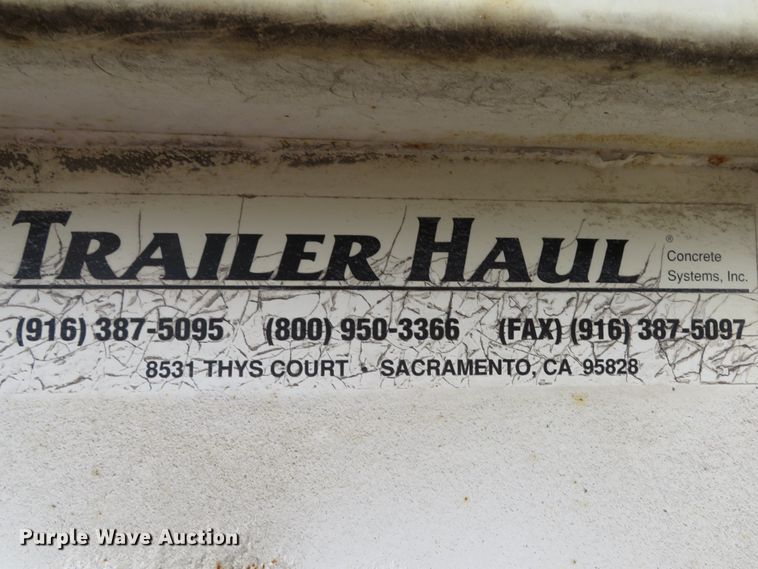 TRAILER HAUL ®
Concrete
Systems, Inc.
(916) 387-5095 (800) 950-3366 (FAX) (916) 387-5097
8531 THYS COURT • SACRAMENTO, CA 95828
Purple Wave Auction ®